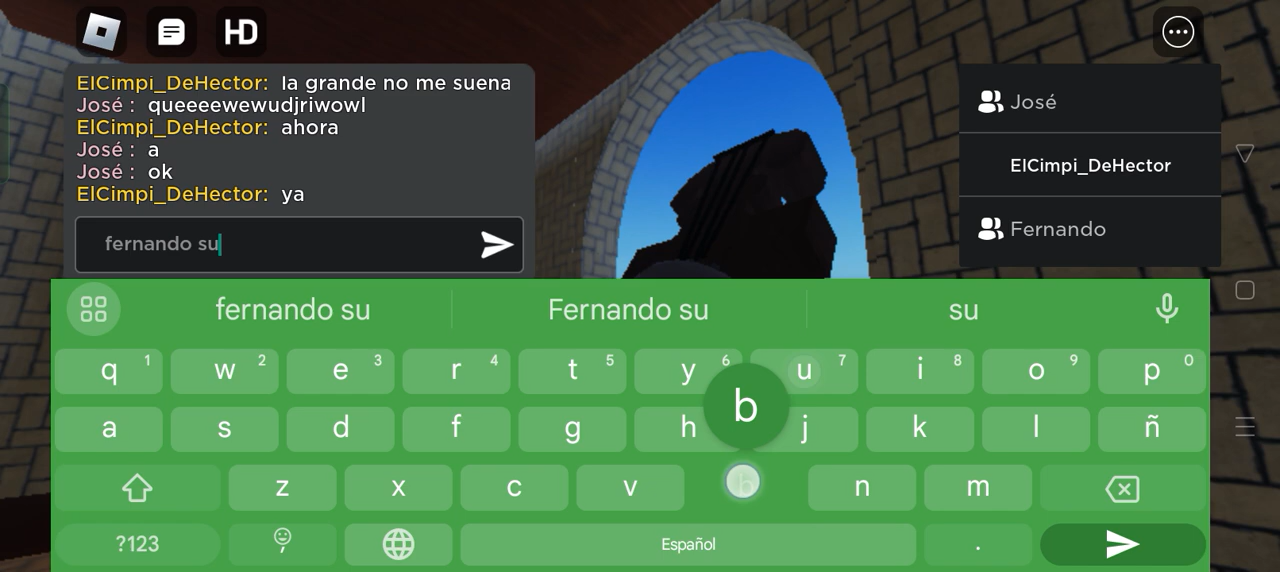 HD
ElCimpi_DeHector: la grande no me suena
José : queeeewewudjriwowl
ElCimpi_DeHector: ahora
José : a
José : ok
ElCimpi_DeHector: ya
fernando su
José
ElCimpi_DeHector
Fernando
fernando su Fernando su su
q 1 w 2 e 3 r 4 t 5 y 6 u 7 i 8 o 9 p 0
b
a s d f g h j k l ñ
z x c v b n m
?123 Español .